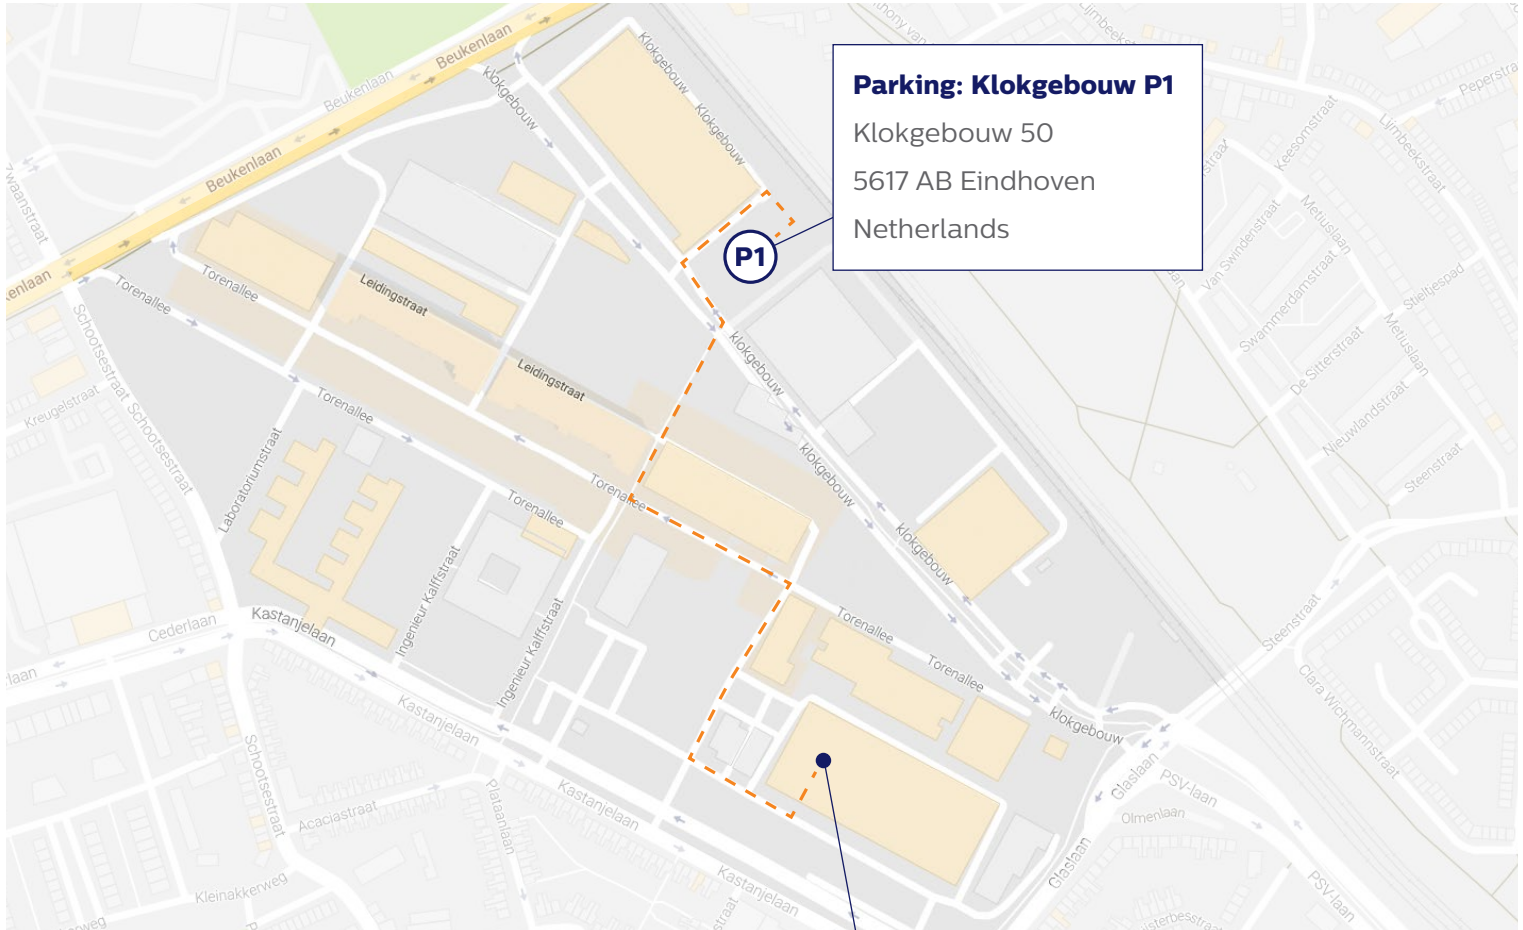 Parking: Klokgebouw P1
Klokgebouw 50
5617 AB Eindhoven
Netherlands
P1
Beukenlaan
Beukenlaan
Beukenlaan
Beukenlaan
Klokgebouw
Klokgebouw
klokgebouw
klokgebouw
klokgebouw
klokgebouw
klokgebouw
Torenallee
Torenallee
Torenallee
Torenallee
Torenallee
Torenallee
Torenallee
Leidingstraat
Leidingstraat
Schootsestraat
Schootsestraat
Schootsestraat
Kreugelstraat
Laboratoriumstraat
Ingenieur Kalffstraat
Ingenieur Kalffstraat
Cederlaan
Kastanjelaan
Kastanjelaan
Kastanjelaan
Kastanjelaan
Acaciastraat
Plataanlaan
Kleinakkerweg
Glaslaan
Glaslaan
PSV-laan
PSV-laan
Olmenlaan
Steenstraat
Steenstraat
Clara Wichmannstraat
Nieuwlandstraat
De Sitterstraat
Swammerdamstraat
Van Swindenstraat
Metiuslaan
Metiuslaan
Stieltjespad
Keesomstraat
Lijmbeekstraat